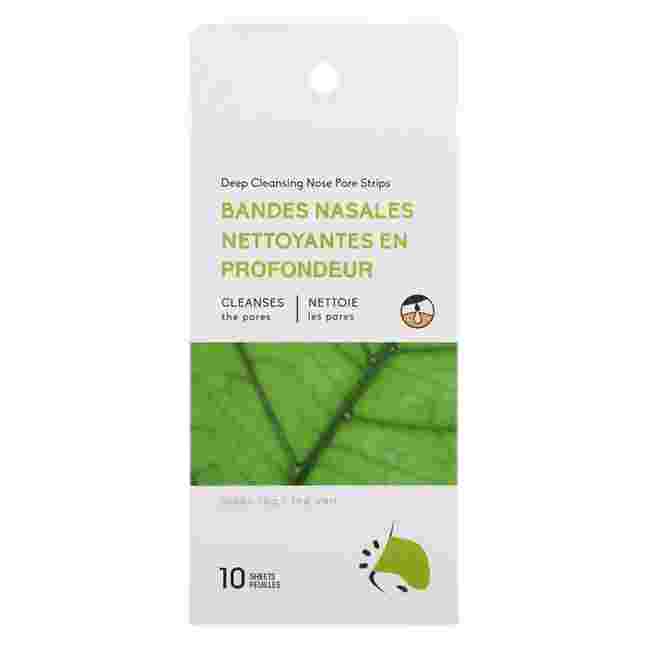 Deep Cleansing Nose Pore Strips
BANDES NASALES
NETTOYANTES EN
PROFONDEUR
CLEANSES | NETTOIE
the pores | les pores
10 SHEETS
FEUILLES